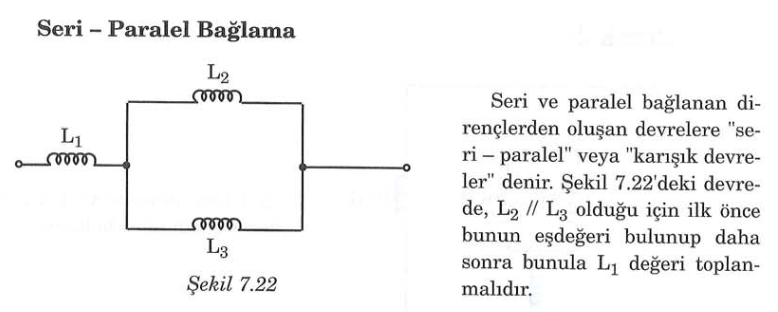 Seri – Paralel Bağlama
L₂
L₁
L₃
Şekil 7.22
Seri ve paralel bağlanan di-
rençlerden oluşan devrelere "se-
ri – paralel" veya "karışık devre-
ler" denir. Şekil 7.22'deki devre-
de, L₂ // L₃ olduğu için ilk önce
bunun eşdeğeri bulunup daha
sonra bunula L₁ değeri toplan-
malıdır.